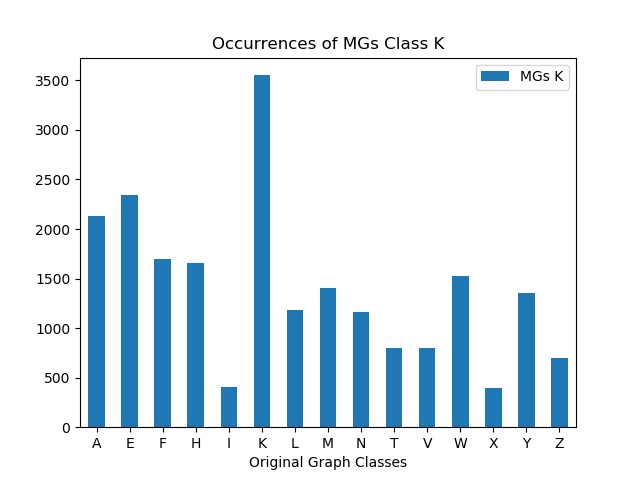 Occurrences of MGs Class K
MGs K
3500
3000
2500
2000
1500
1000
500
0
A E F H I K L M N T V W X Y Z
Original Graph Classes